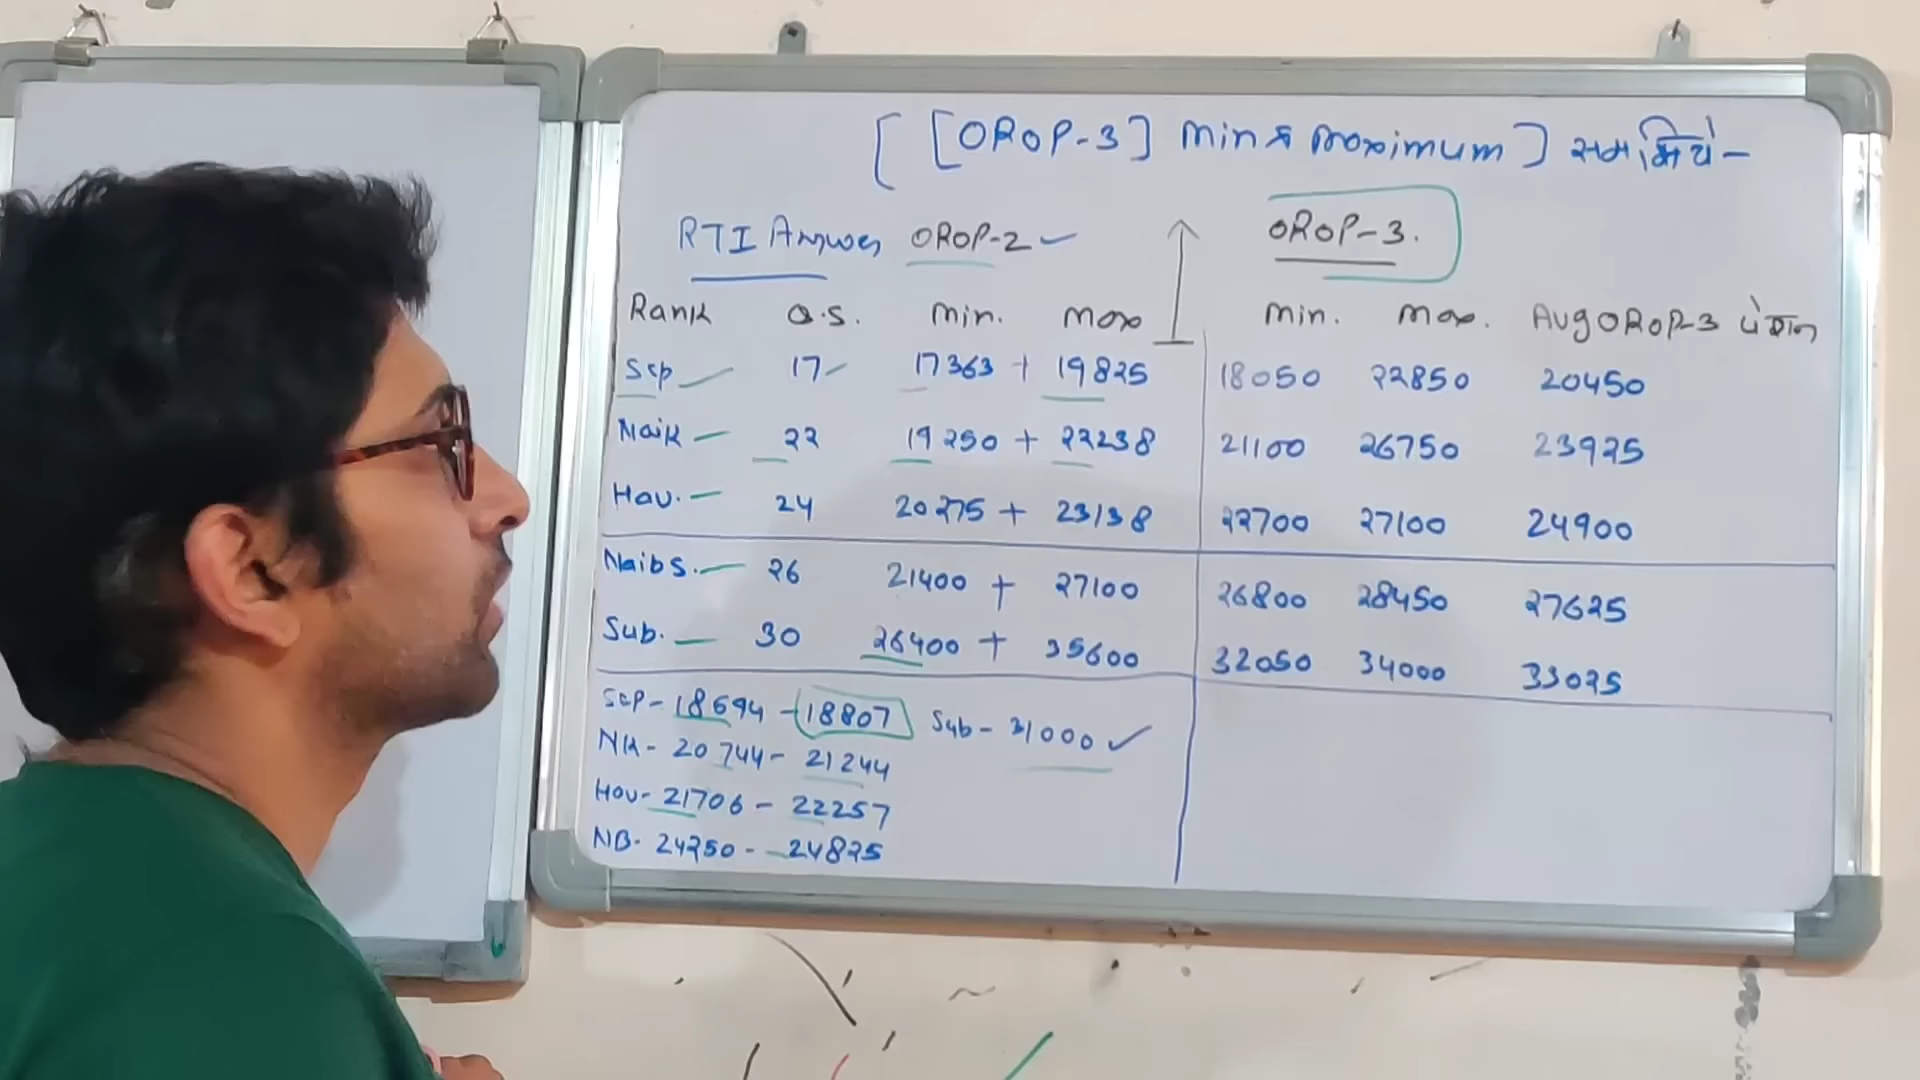 [ [OROP-3] min & maximum ] समझिये -
RTI Answer OROP-2 OROP-3.
Rank Q.S. min. max min. max. Avg OROP-3 पेंशन
Sep 17 17363 + 19825 18050 22850 20450
Naik 22 19250 + 22238 21100 26750 23925
Hav. 24 20275 + 23138 22700 27100 24900
Naib S. 26 21400 + 27100 26800 28450 27625
Sub. 30 26400 + 35600 32050 34000 33025
Sep - 18694 - 18807 Sub - 31000 ✓
NK - 20744 - 21244
Hav - 21706 - 22257
NB - 24250 - 24825